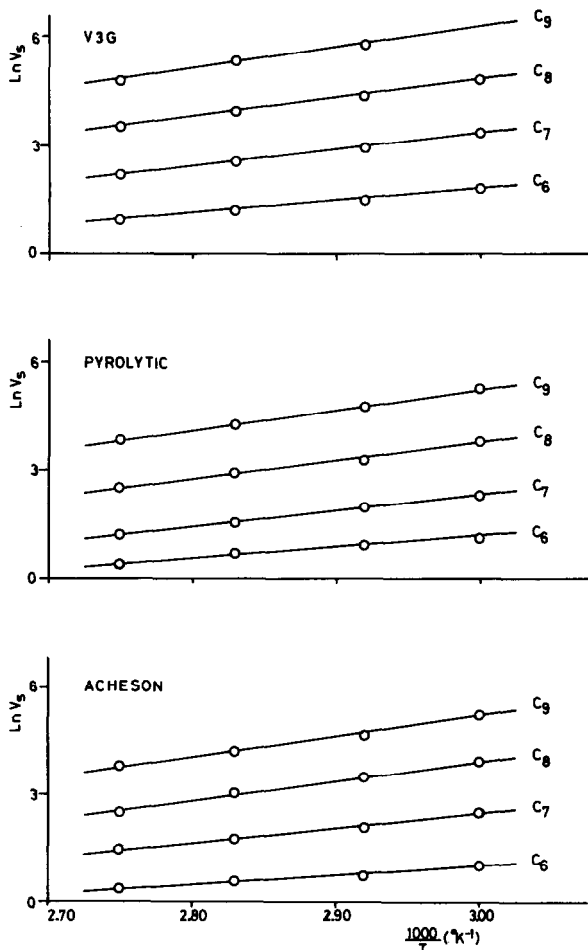 V3G
Ln Vs
6
3
0
C9
C8
C7
C6
PYROLYTIC
Ln Vs
6
3
0
C9
C8
C7
C6
ACHESON
Ln Vs
6
3
0
C9
C8
C7
C6
2.70
2.80
2.90
3.00
1000
T
(°K⁻¹)